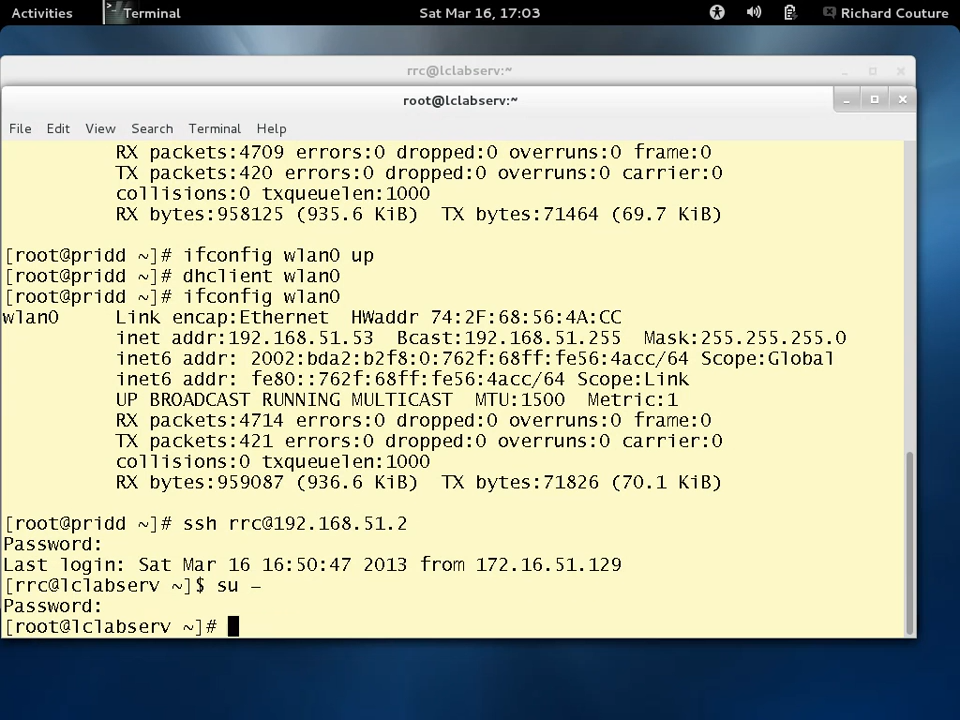 Activities Terminal Sat Mar 16, 17:03 Richard Couture
rrc@lclabserv:~
root@lclabserv:~
File Edit View Search Terminal Help
RX packets:4709 errors:0 dropped:0 overruns:0 frame:0
TX packets:420 errors:0 dropped:0 overruns:0 carrier:0
collisions:0 txqueuelen:1000
RX bytes:958125 (935.6 KiB)  TX bytes:71464 (69.7 KiB)
[root@pridd ~]# ifconfig wlan0 up
[root@pridd ~]# dhclient wlan0
[root@pridd ~]# ifconfig wlan0
wlan0     Link encap:Ethernet  HWaddr 74:2F:68:56:4A:CC
inet addr:192.168.51.53  Bcast:192.168.51.255  Mask:255.255.255.0
inet6 addr: 2002:bda2:b2f8:0:762f:68ff:fe56:4acc/64 Scope:Global
inet6 addr: fe80::762f:68ff:fe56:4acc/64 Scope:Link
UP BROADCAST RUNNING MULTICAST  MTU:1500  Metric:1
RX packets:4714 errors:0 dropped:0 overruns:0 frame:0
TX packets:421 errors:0 dropped:0 overruns:0 carrier:0
collisions:0 txqueuelen:1000
RX bytes:959087 (936.6 KiB)  TX bytes:71826 (70.1 KiB)
[root@pridd ~]# ssh rrc@192.168.51.2
Password:
Last login: Sat Mar 16 16:50:47 2013 from 172.16.51.129
[rrc@lclabserv ~]$ su -
Password:
[root@lclabserv ~]#